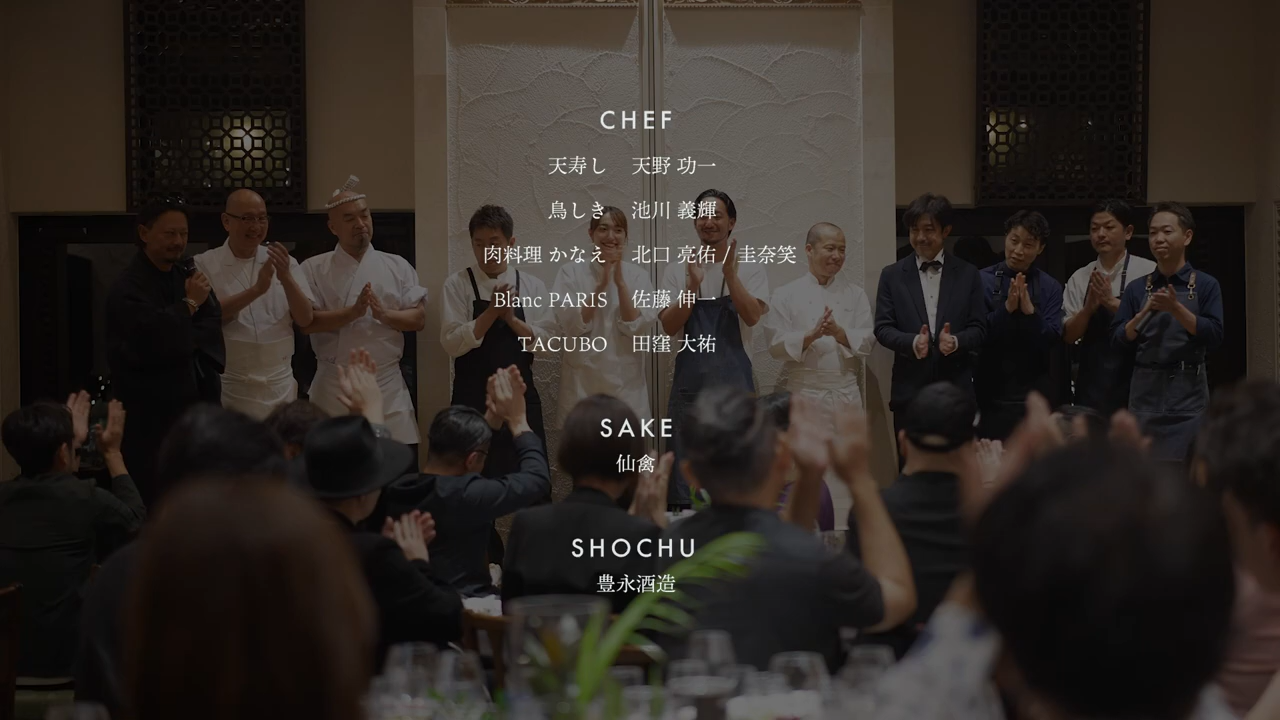 CHEF
天寿し 天野 功一
鳥しき 池川 義輝
肉料理 かなえ 北口 亮佑 / 圭奈笑
Blanc PARIS 佐藤 伸一
TACUBO 田窪 大祐
SAKE
仙禽
SHOCHU
豊永酒造